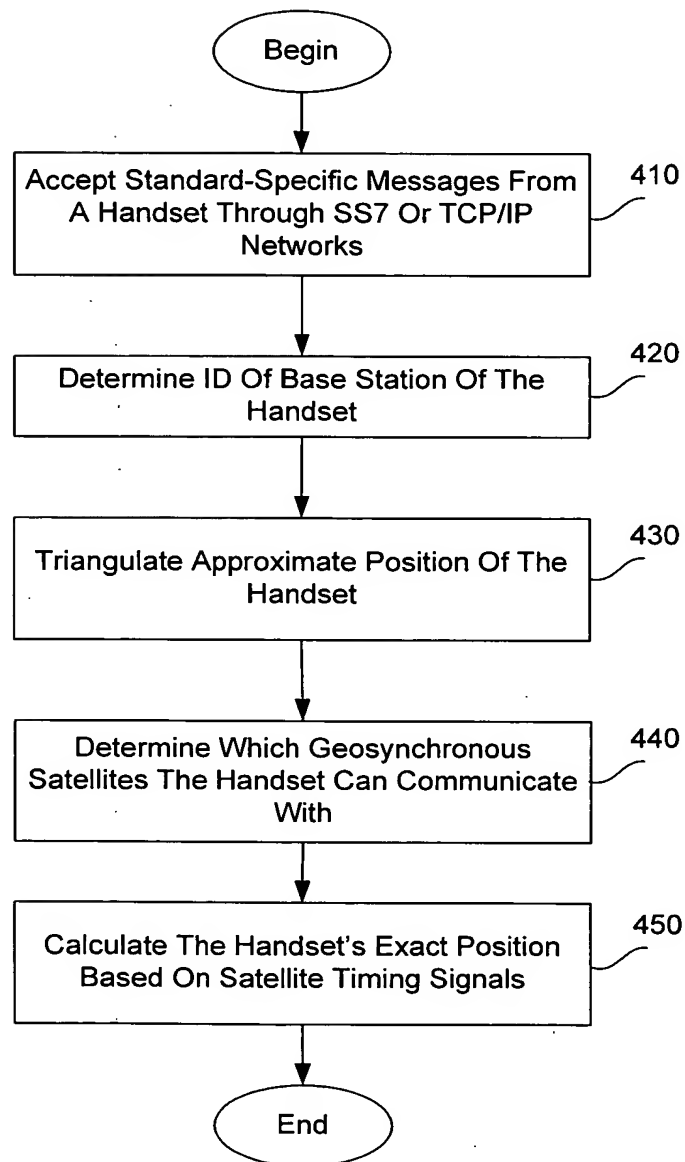 Begin
Accept Standard-Specific Messages From
A Handset Through SS7 Or TCP/IP
Networks
410
Determine ID Of Base Station Of The
Handset
420
Triangulate Approximate Position Of The
Handset
430
Determine Which Geosynchronous
Satellites The Handset Can Communicate
With
440
Calculate The Handset's Exact Position
Based On Satellite Timing Signals
450
End